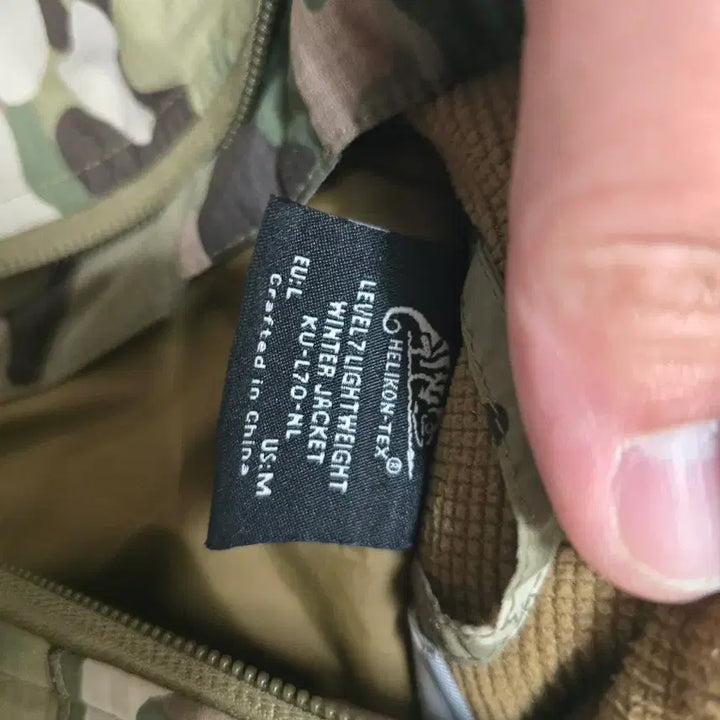 HELIKON-TEX®
LEVEL 7 LIGHTWEIGHT
WINTER JACKET
KU-L70-NL
EU:L US:M
Crafted in China